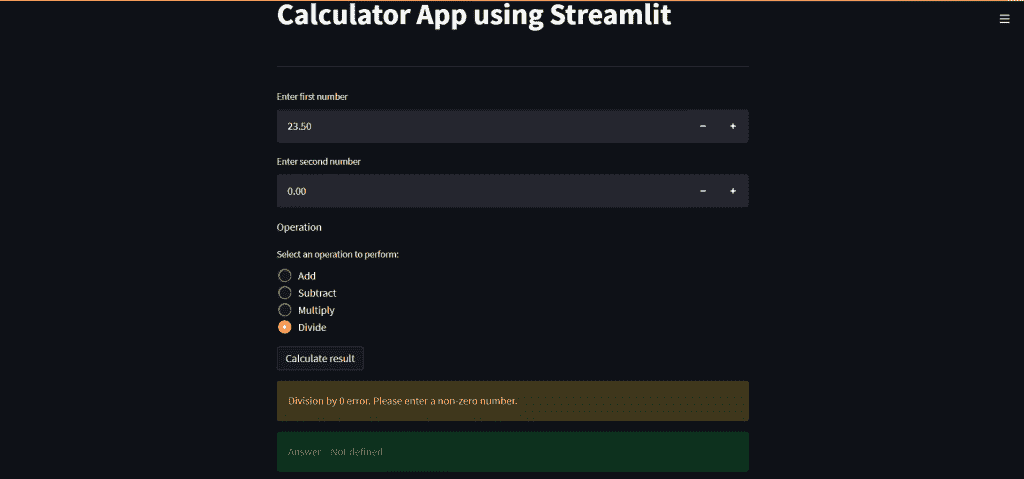 Calculator App using Streamlit
Enter first number
23.50
Enter second number
0.00
Operation
Select an operation to perform:
Add
Subtract
Multiply
Divide
Calculate result
Division by 0 error. Please enter a non-zero number.
Answer - Not defined